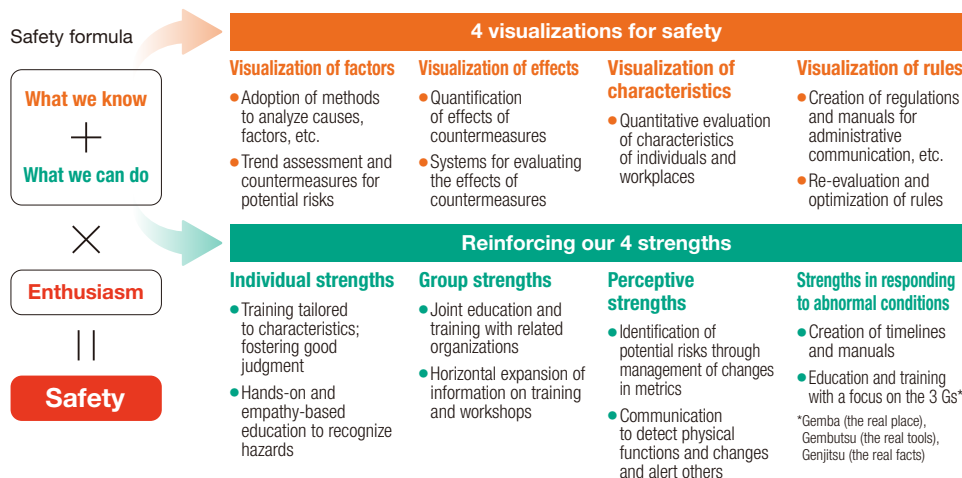 Safety formula
What we know
+
What we can do
×
Enthusiasm
=
Safety
4 visualizations for safety
Visualization of factors
● Adoption of methods
to analyze causes,
factors, etc.
● Trend assessment and
countermeasures for
potential risks
Visualization of effects
● Quantification
of effects of
countermeasures
● Systems for evaluating
the effects of
countermeasures
Visualization of
characteristics
● Quantitative evaluation
of characteristics
of individuals and
workplaces
Visualization of rules
● Creation of regulations
and manuals for
administrative
communication, etc.
● Re-evaluation and
optimization of rules
Reinforcing our 4 strengths
Individual strengths
● Training tailored
to characteristics;
fostering good
judgment
● Hands-on and
empathy-based
education to recognize
hazards
Group strengths
● Joint education and
training with related
organizations
● Horizontal expansion of
information on training
and workshops
Perceptive
strengths
● Identification of
potential risks through
management of changes
in metrics
● Communication
to detect physical
functions and changes
and alert others
Strengths in responding
to abnormal conditions
● Creation of timelines
and manuals
● Education and training
with a focus on the 3 Gs*
*Gemba (the real place),
Gembutsu (the real tools),
Genjitsu (the real facts)